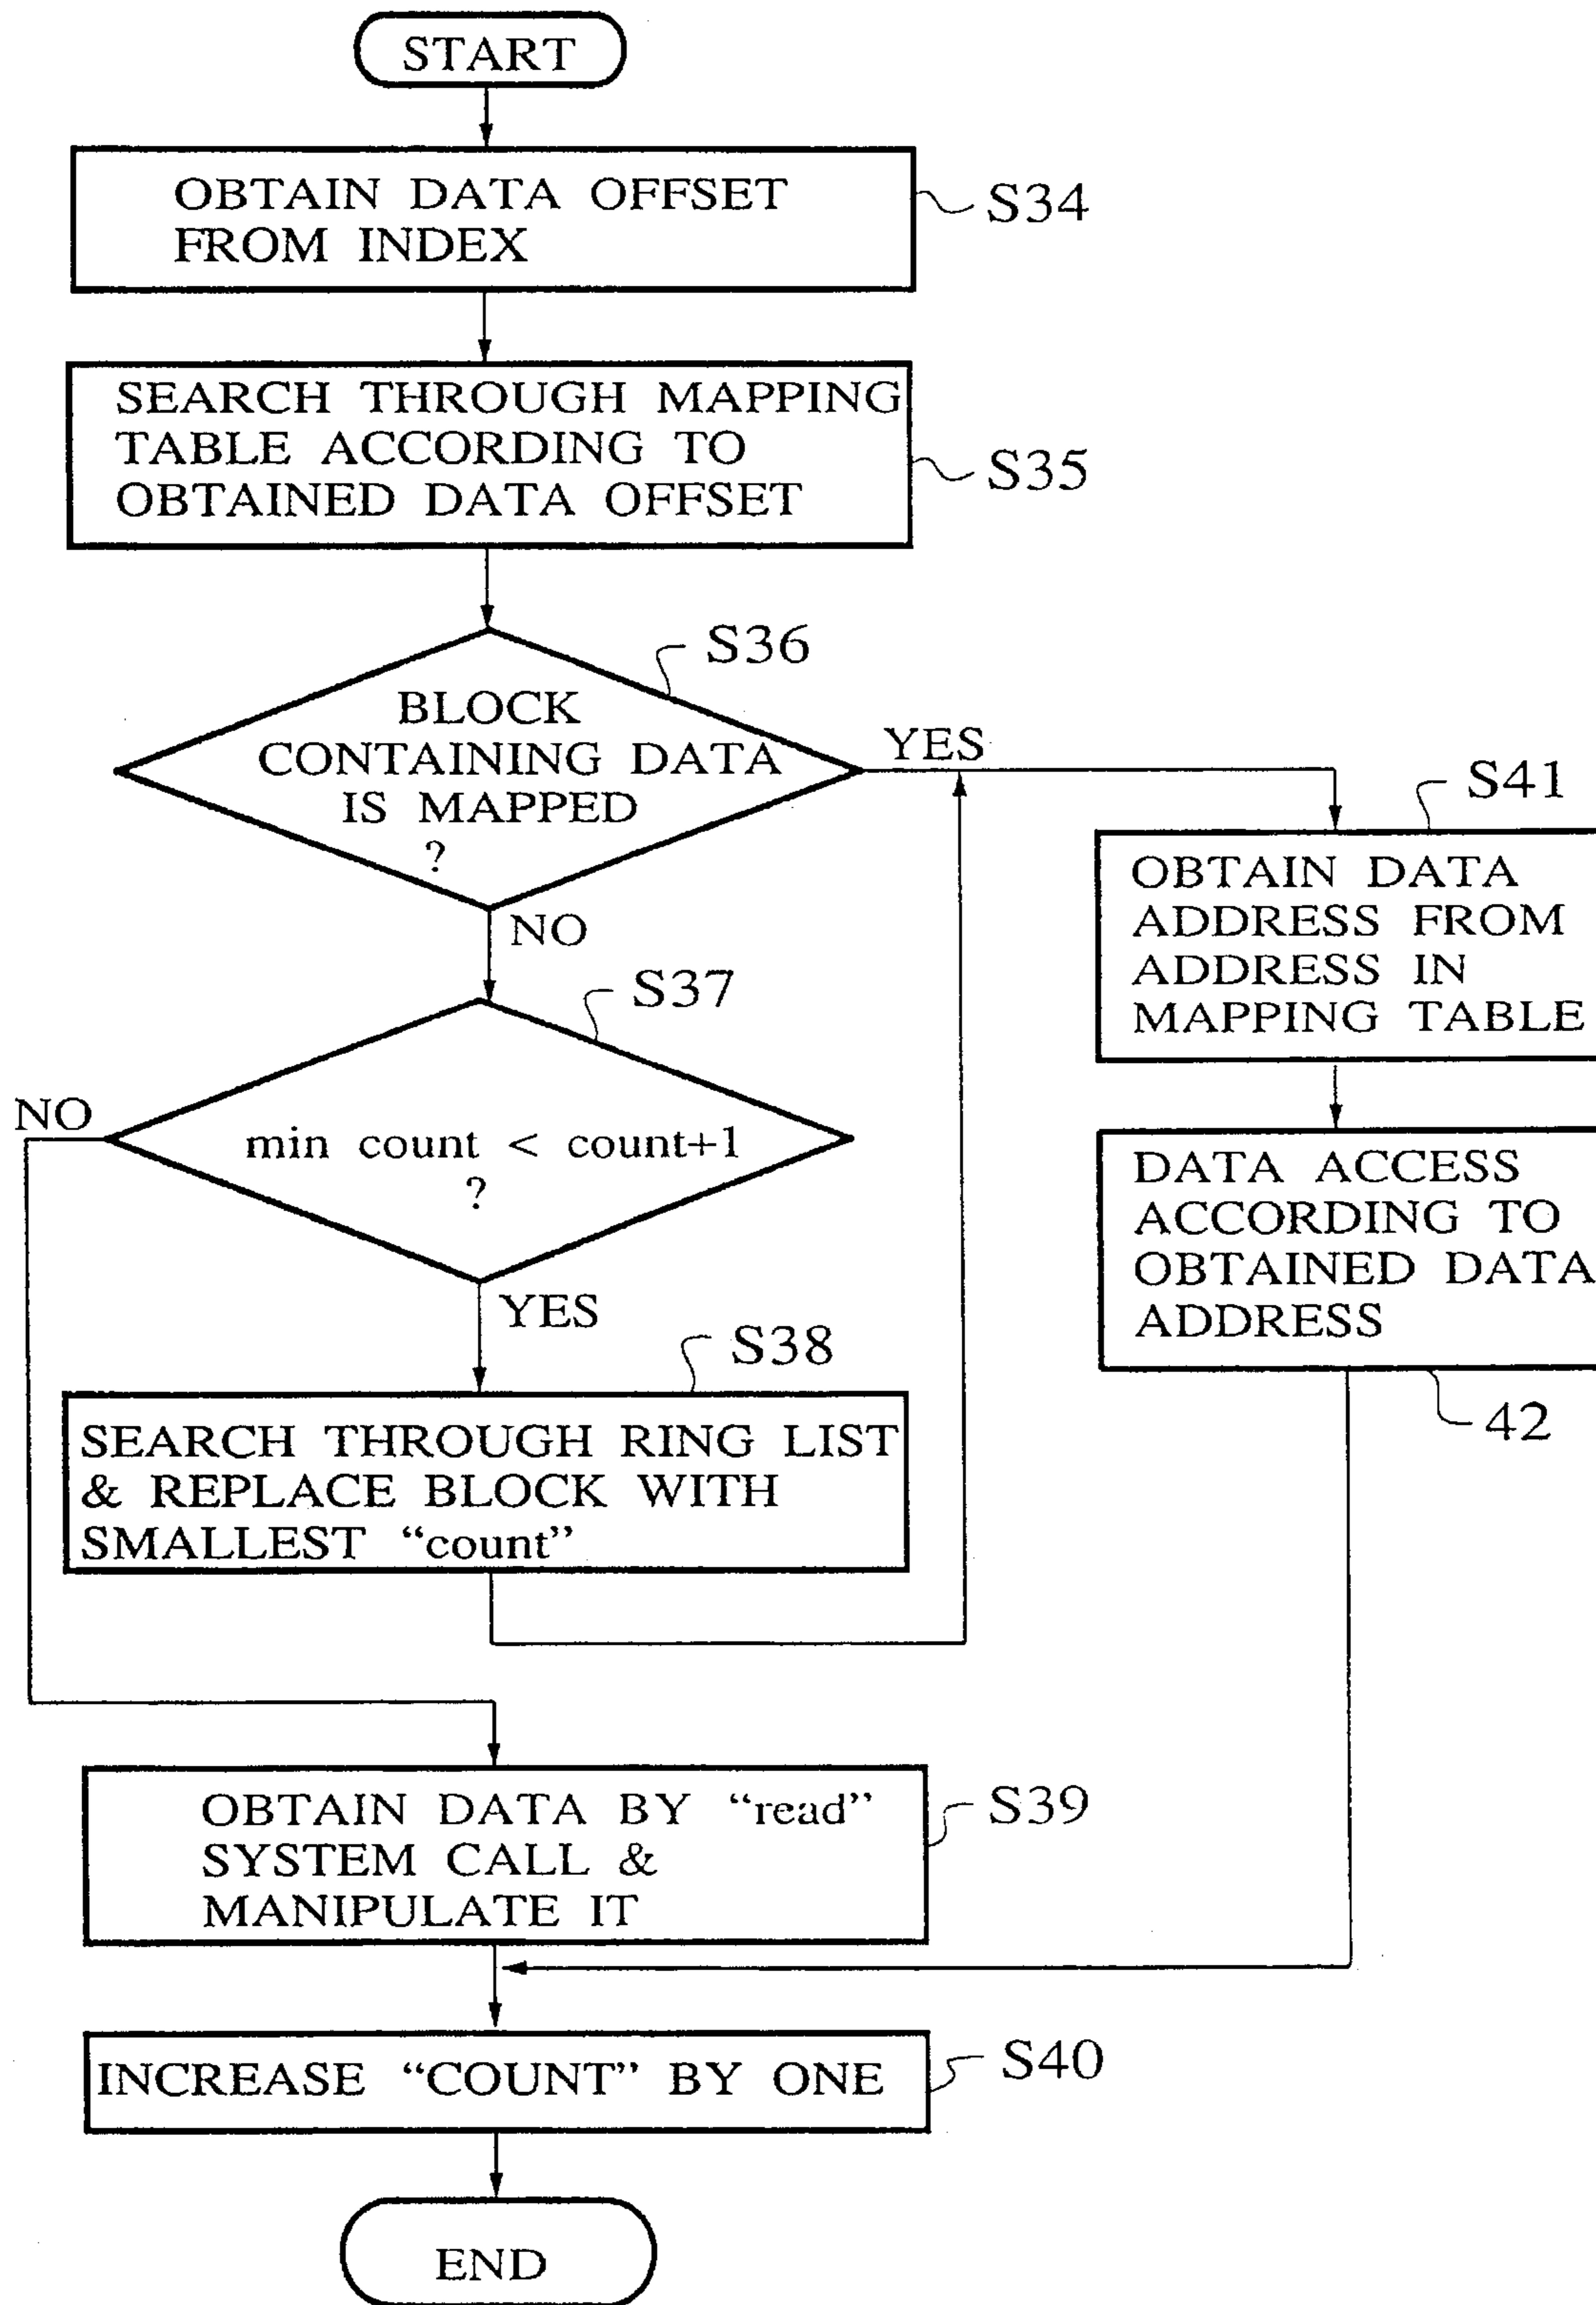 START
OBTAIN DATA OFFSET
FROM INDEX
S34
SEARCH THROUGH MAPPING
TABLE ACCORDING TO
OBTAINED DATA OFFSET
S35
S36
BLOCK
CONTAINING DATA
IS MAPPED
?
YES
NO
S41
OBTAIN DATA
ADDRESS FROM
ADDRESS IN
MAPPING TABLE
S37
NO
min count < count+1
?
YES
DATA ACCESS
ACCORDING TO
OBTAINED DATA
ADDRESS
42
S38
SEARCH THROUGH RING LIST
& REPLACE BLOCK WITH
SMALLEST “count”
OBTAIN DATA BY “read”
SYSTEM CALL &
MANIPULATE IT
S39
INCREASE “COUNT” BY ONE
S40
END